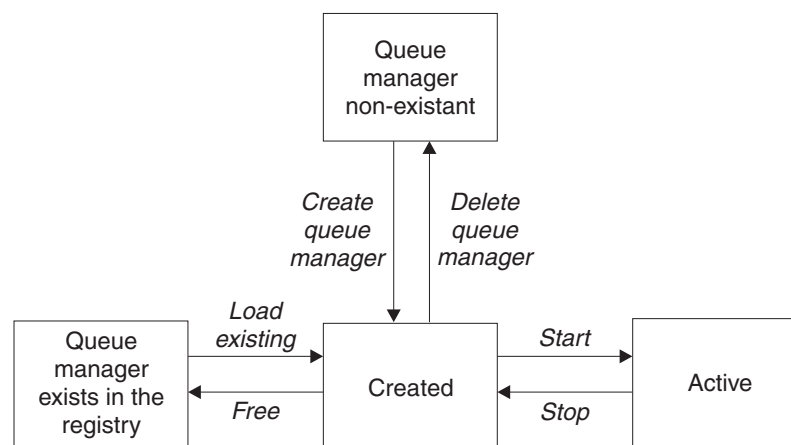 Queue
manager
non-existant
Create
queue
manager
Delete
queue
manager
Load
existing
Free
Queue
manager
exists in the
registry
Created
Start
Stop
Active